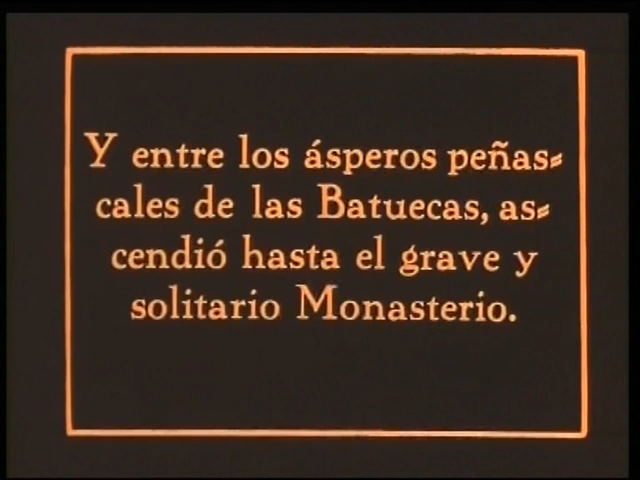 Y entre los ásperos peñas=
cales de las Batuecas, as=
cendió hasta el grave y
solitario Monasterio.